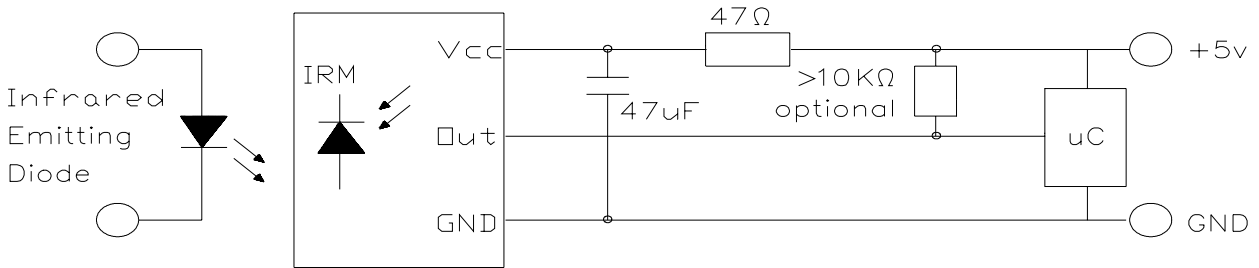 47Ω
Vcc
+5v
IRM
>10KΩ
optional
Infrared
Emitting
Diode
47uF
Out
uC
GND
GND